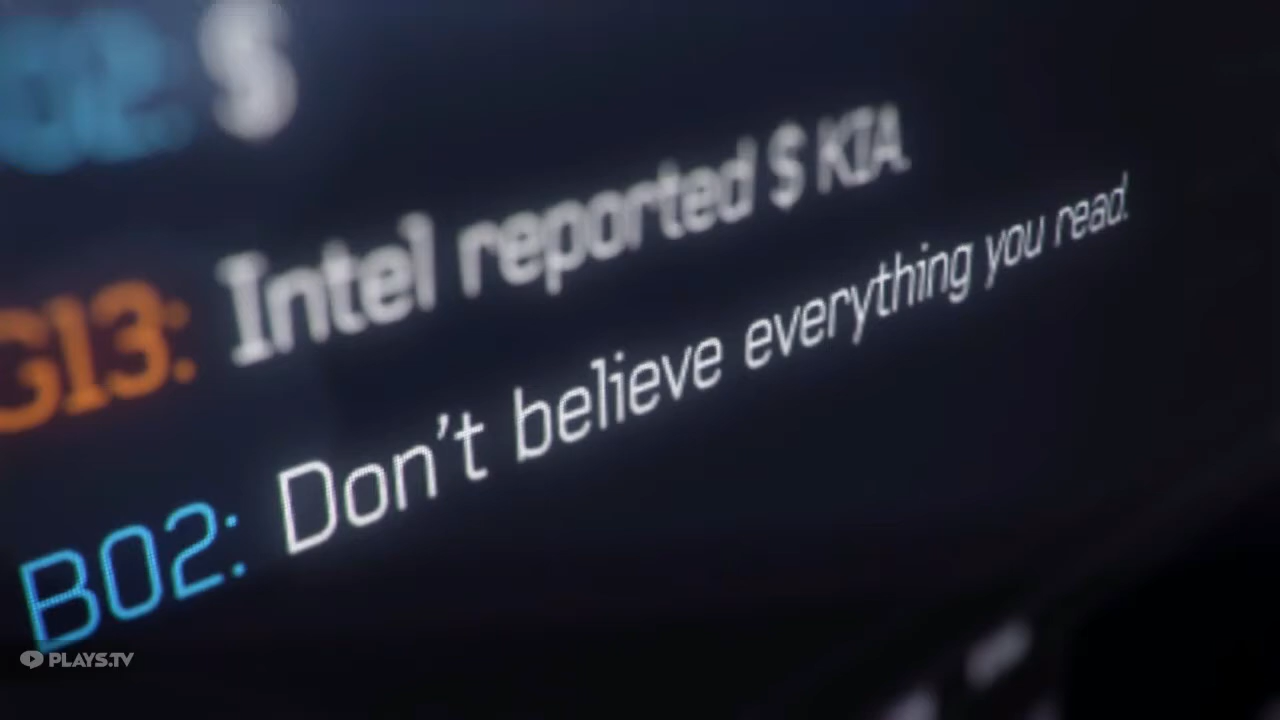 $
G13: Intel reported $ KIA.
B02: Don't believe everything you read.
PLAYS.TV